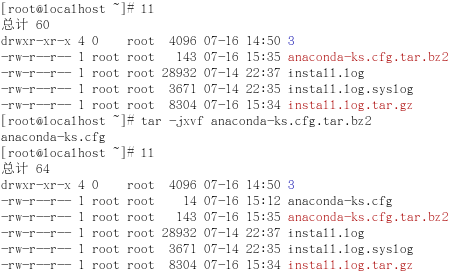 [root@localhost ~]# ll
总计 60
drwxr-xr-x 4 0    root  4096 07-16 14:50 3
-rw-r--r-- 1 root root   143 07-16 15:35 anaconda-ks.cfg.tar.bz2
-rw-r--r-- 1 root root 28932 07-14 22:37 install.log
-rw-r--r-- 1 root root  3671 07-14 22:35 install.log.syslog
-rw-r--r-- 1 root root  8304 07-16 15:34 install.log.tar.gz
[root@localhost ~]# tar -jxvf anaconda-ks.cfg.tar.bz2
anaconda-ks.cfg
[root@localhost ~]# ll
总计 64
drwxr-xr-x 4 0    root  4096 07-16 14:50 3
-rw-r--r-- 1 root root    14 07-16 15:12 anaconda-ks.cfg
-rw-r--r-- 1 root root   143 07-16 15:35 anaconda-ks.cfg.tar.bz2
-rw-r--r-- 1 root root 28932 07-14 22:37 install.log
-rw-r--r-- 1 root root  3671 07-14 22:35 install.log.syslog
-rw-r--r-- 1 root root  8304 07-16 15:34 install.log.tar.gz